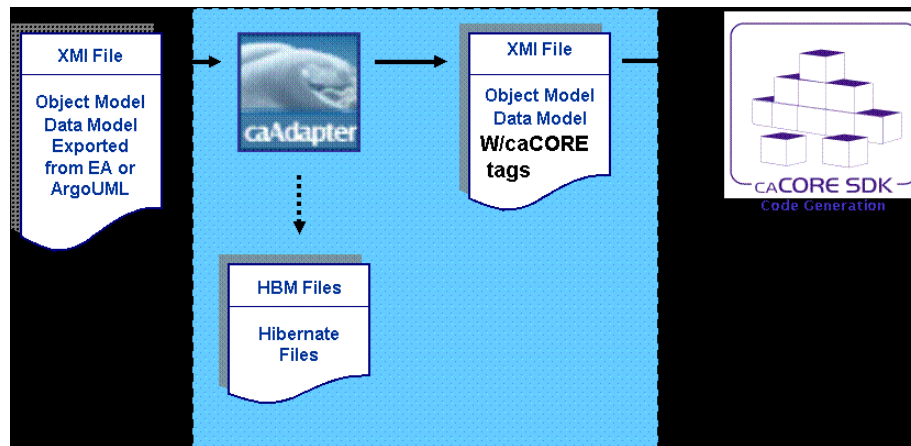 XMI File
Object Model
Data Model
Exported
from EA or
ArgoUML
caAdapter
XMI File
Object Model
Data Model
W/caCORE
tags
caCORE SDK
Code Generation
HBM Files
Hibernate
Files